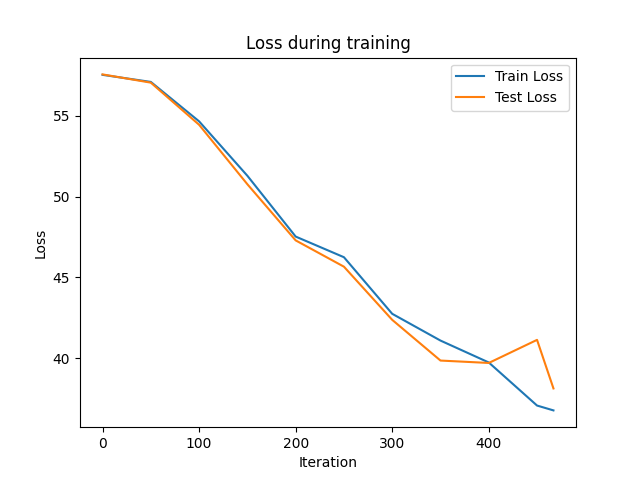 Loss during training
Train Loss
Test Loss
55
50
45
40
Loss
0 100 200 300 400
Iteration